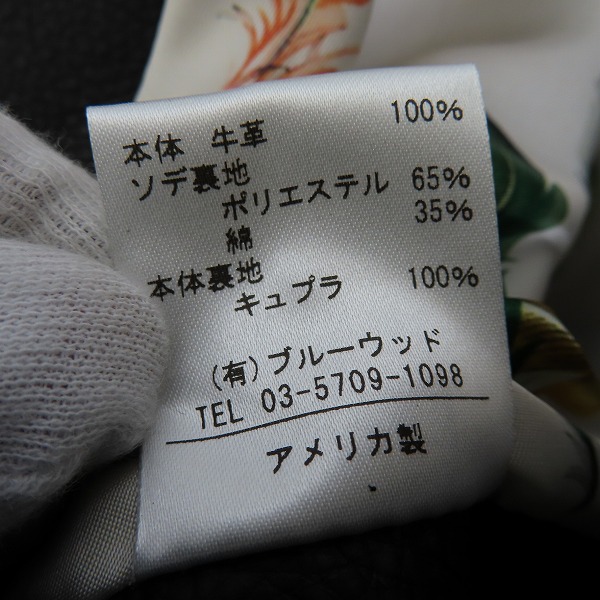 本体 牛革 100%
ソデ裏地
ポリエステル 65%
綿 35%
本体裏地
キュプラ 100%
(有)ブルーウッド
TEL 03-5709-1098
アメリカ製